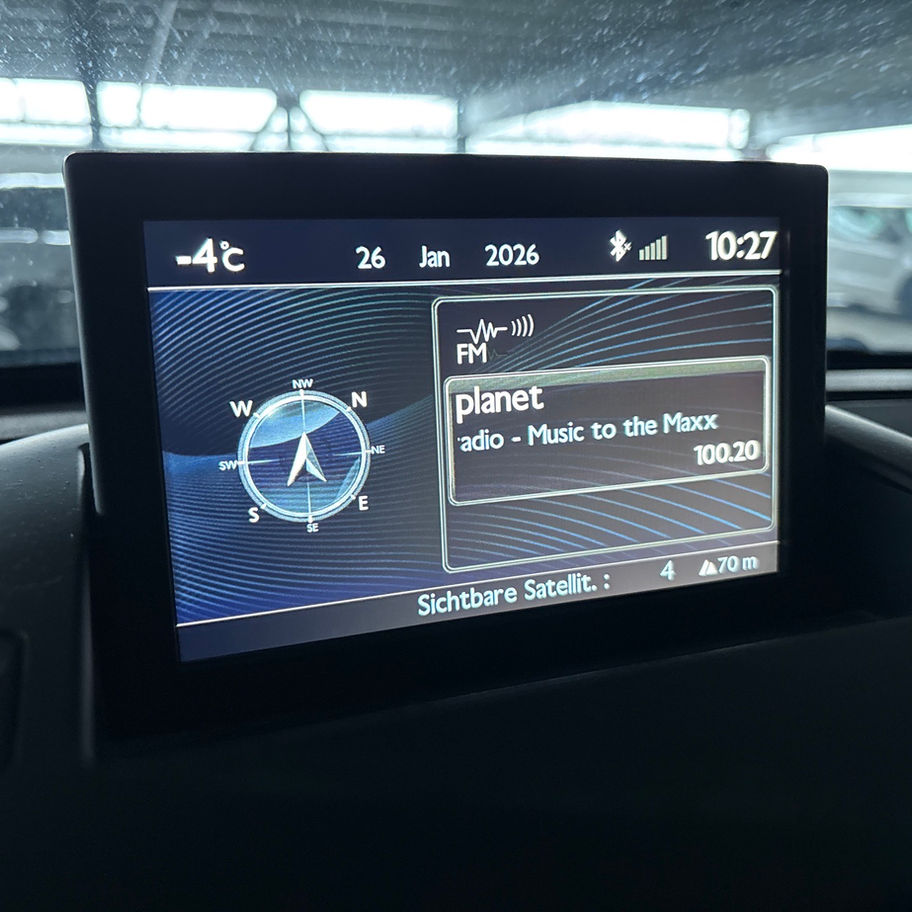 -4°C 26 Jan 2026 10:27
NW
W N
SW NE
S E
SE
FM
planet
adio - Music to the Maxx
100.20
Sichtbare Satellit. : 4 70 m